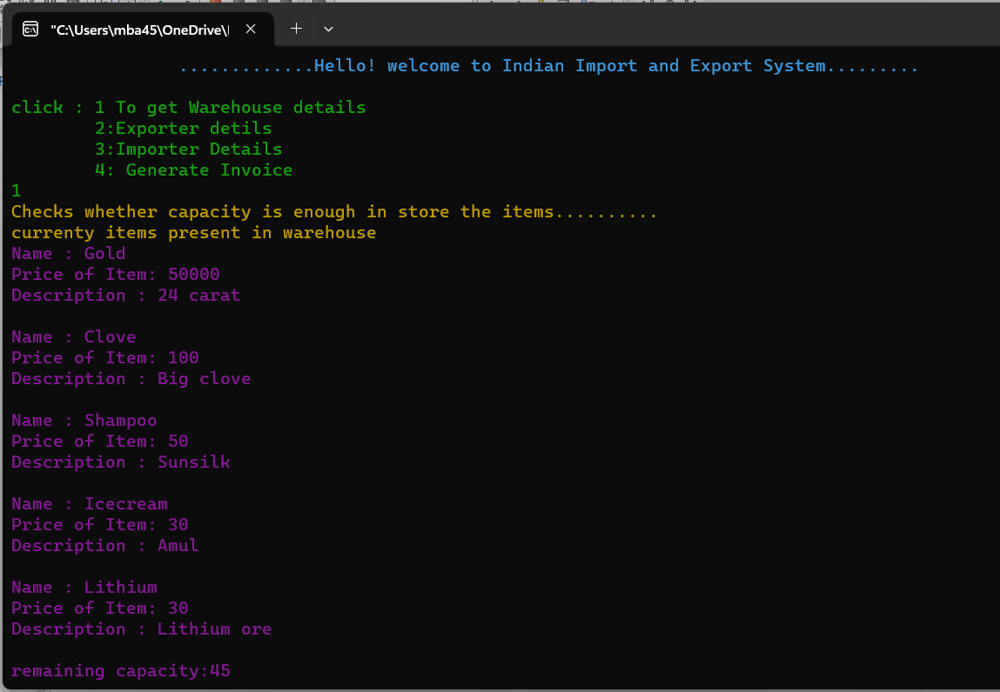 "C:\Users\mba45\OneDrive\
.............Hello! welcome to Indian Import and Export System.........
click : 1 To get Warehouse details
2:Exporter detils
3:Importer Details
4: Generate Invoice
1
Checks whether capacity is enough in store the items..........
currenty items present in warehouse
Name : Gold
Price of Item: 50000
Description : 24 carat
Name : Clove
Price of Item: 100
Description : Big clove
Name : Shampoo
Price of Item: 50
Description : Sunsilk
Name : Icecream
Price of Item: 30
Description : Amul
Name : Lithium
Price of Item: 30
Description : Lithium ore
remaining capacity:45